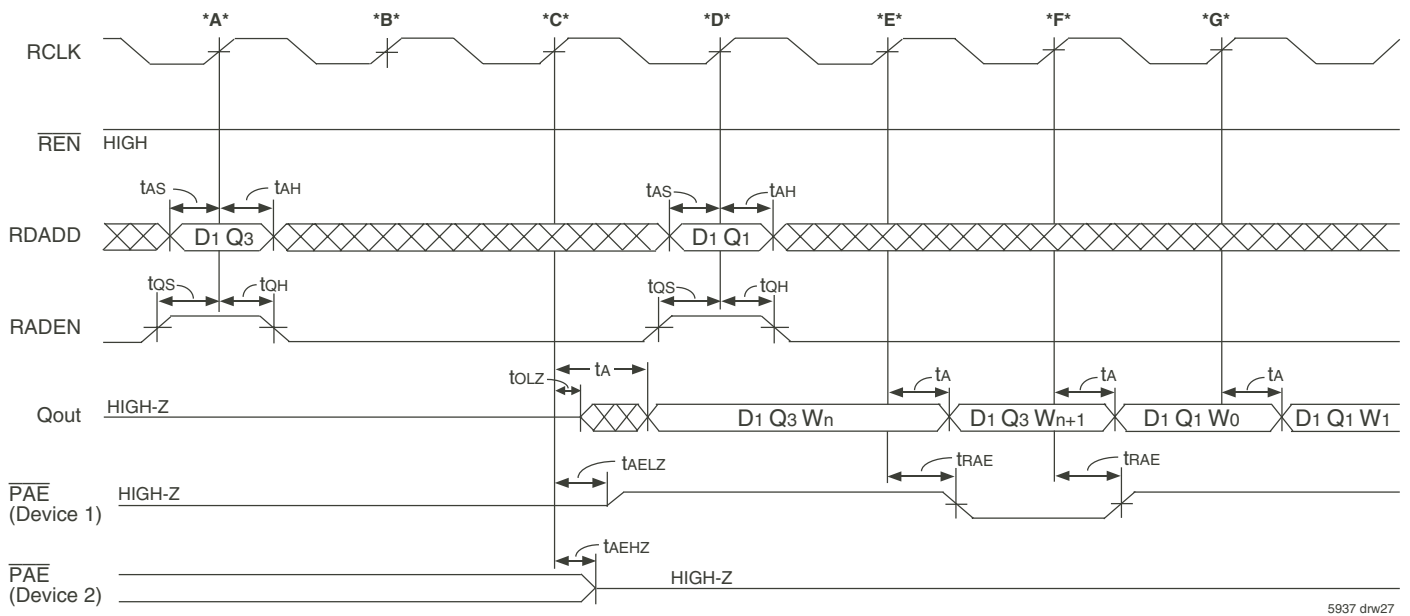 *A* *B* *C* *D* *E* *F* *G*
RCLK
REN HIGH
tAS tAH tAS tAH
RDADD D1 Q3 D1 Q1
tQS tQH tQS tQH
RADEN
tOLZ tA tA tA tA
Qout HIGH-Z D1 Q3 Wn D1 Q3 Wn+1 D1 Q1 W0 D1 Q1 W1
tAELZ tRAE tRAE
PAE HIGH-Z
(Device 1)
tAEHZ
PAE HIGH-Z
(Device 2)
5937 drw27